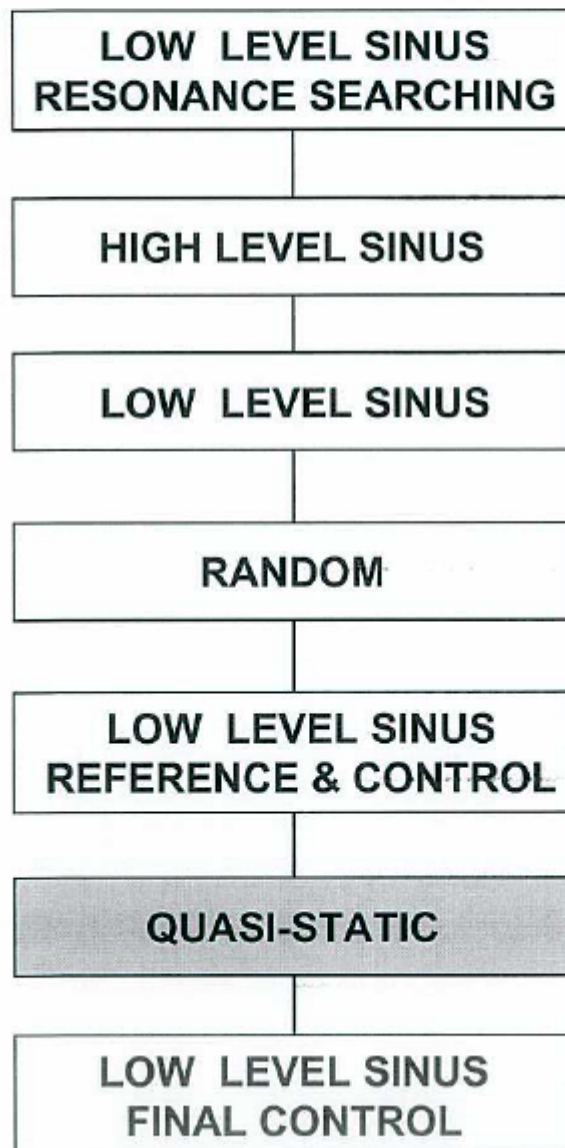 LOW LEVEL SINUS
RESONANCE SEARCHING
HIGH LEVEL SINUS
LOW LEVEL SINUS
RANDOM
LOW LEVEL SINUS
REFERENCE & CONTROL
QUASI-STATIC
LOW LEVEL SINUS
FINAL CONTROL